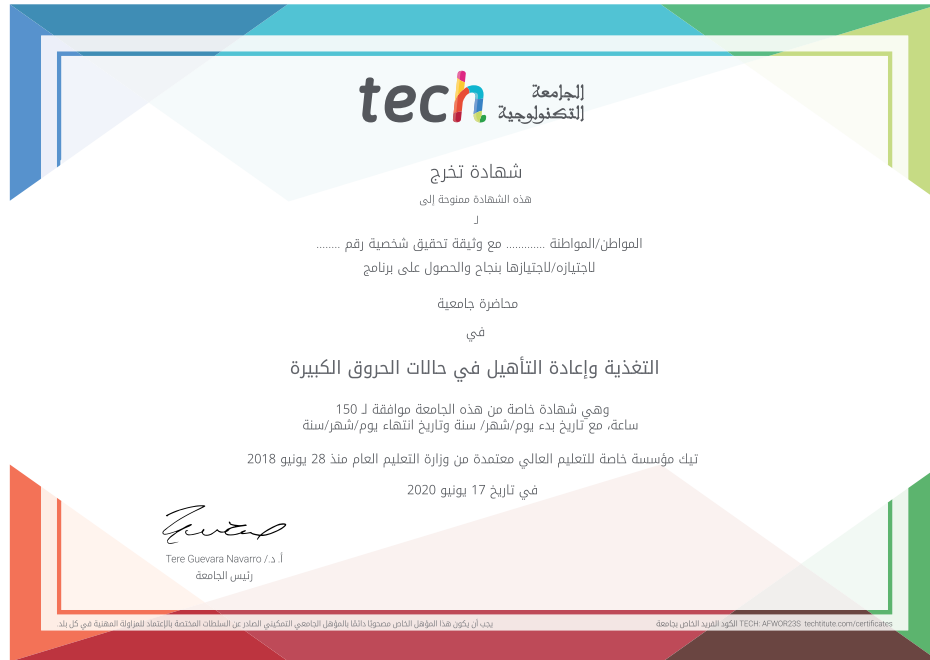 tech الجامعة
التكنولوجية
شهادة تخرج
هذه الشهادة ممنوحة إلى
لـ
المواطن/المواطنة ............. مع وثيقة تحقيق شخصية رقم ........
لاجتيازه/لاجتيازها بنجاح والحصول على برنامج
محاضرة جامعية
في
التغذية وإعادة التأهيل في حالات الحروق الكبيرة
وهي شهادة خاصة من هذه الجامعة موافقة لـ 150
ساعة، مع تاريخ بدء يوم/شهر/ سنة وتاريخ انتهاء يوم/شهر/سنة
تيك مؤسسة خاصة للتعليم العالي معتمدة من وزارة التعليم العام منذ 28 يونيو 2018
في تاريخ 17 يونيو 2020
أ. د./ Tere Guevara Navarro
رئيس الجامعة
يجب أن يكون هذا المؤهل الخاص مصحوبًا دائمًا بالمؤهل الجامعي التمكيني الصادر عن السلطات المختصة بالإعتماد للمزاولة المهنية في كل بلد.
الكود الفريد الخاص بجامعة TECH: AFWOR23S techtitute.com/certificates